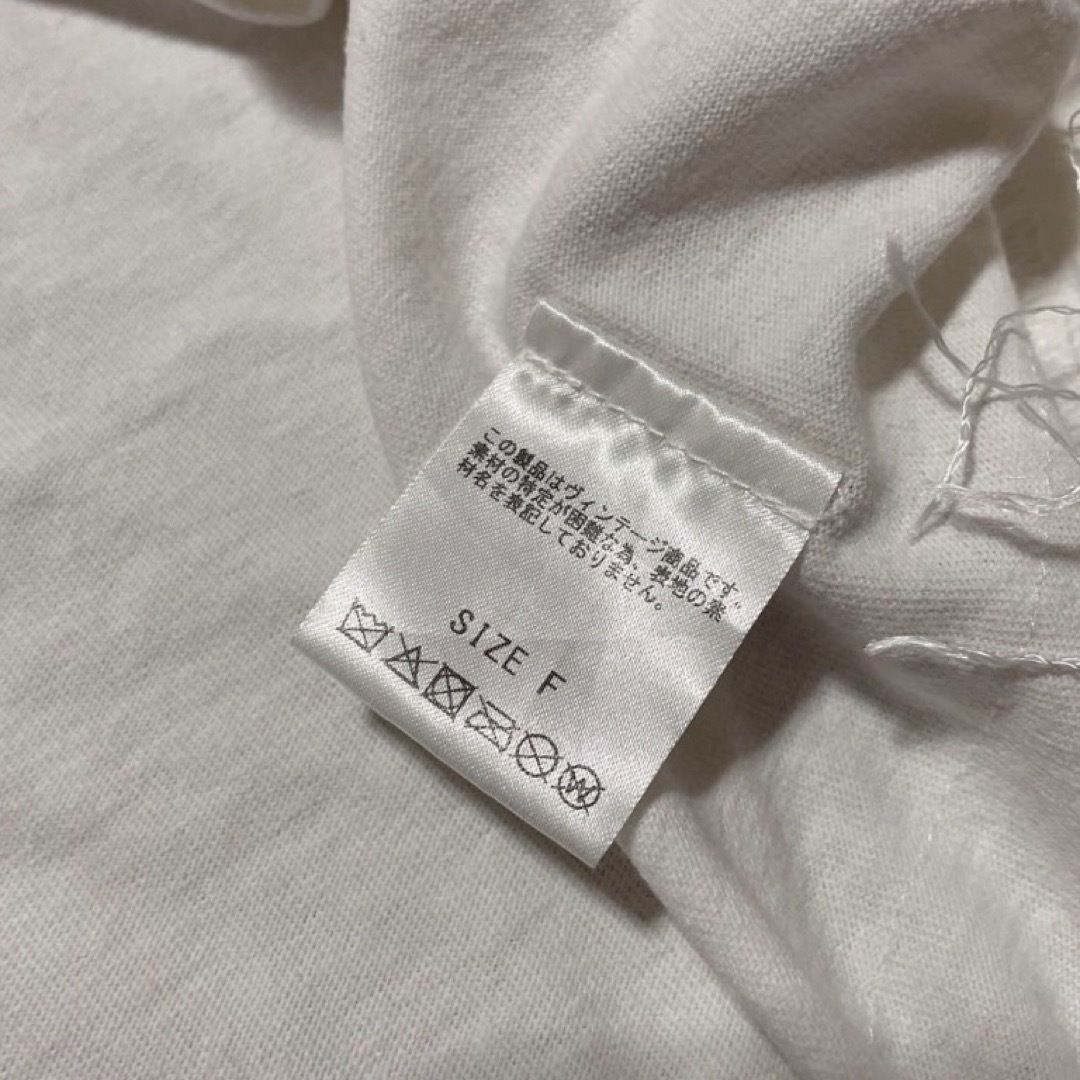 この製品はヴィンテージ商品です。
素材の特定が困難な為、表地の素
材名を表記しておりません。
SIZE F